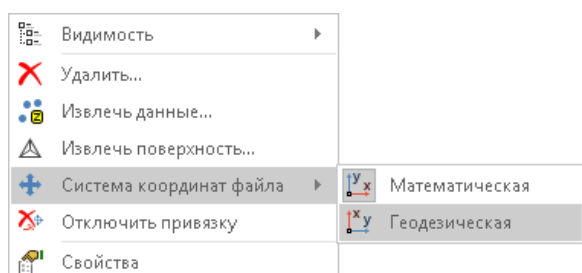 Видимость
Удалить...
Извлечь данные...
Извлечь поверхность...
Система координат файла
Математическая
Отключить привязку
Геодезическая
Свойства